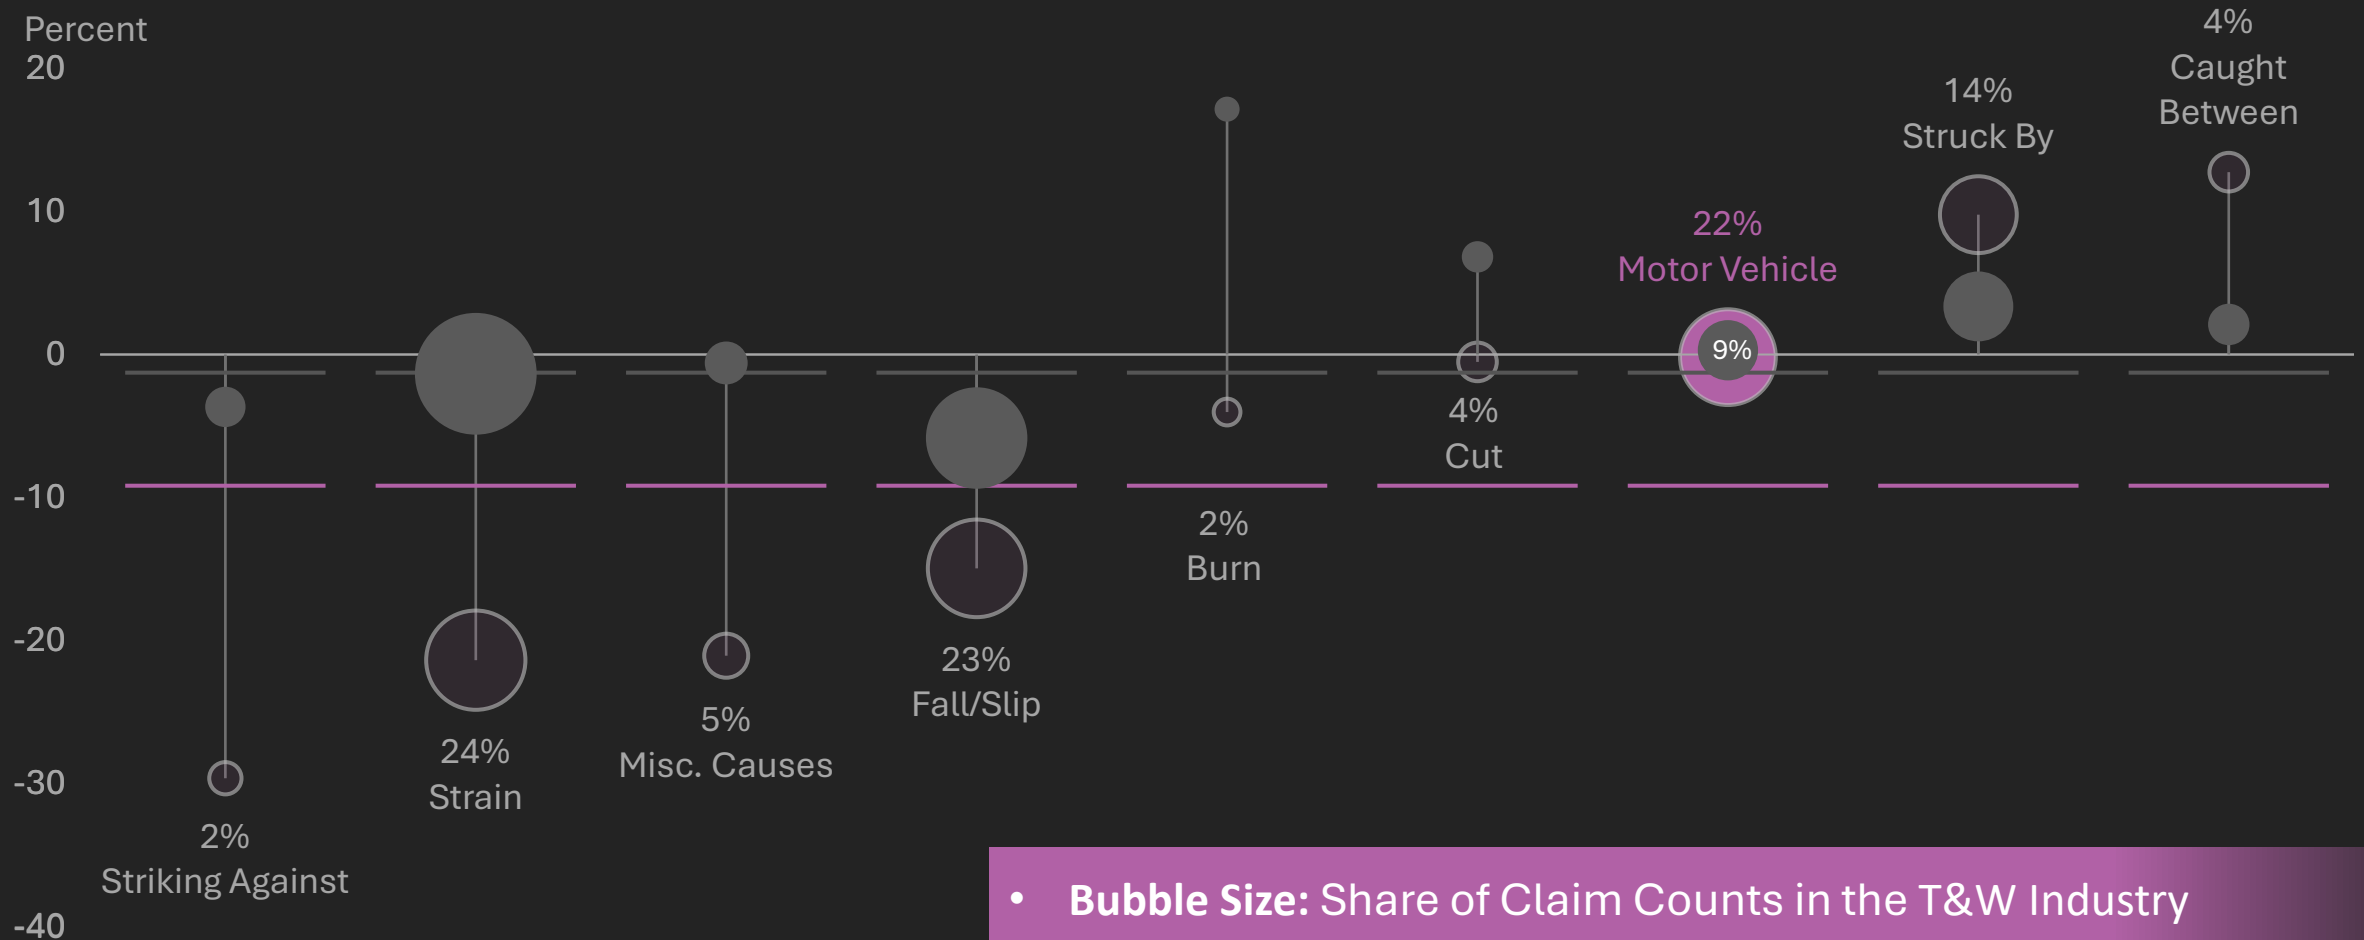 Percent
20
10
0
-10
-20
-30
-40
2%
Striking Against
24%
Strain
5%
Misc. Causes
23%
Fall/Slip
2%
Burn
4%
Cut
22%
Motor Vehicle
9%
14%
Struck By
4%
Caught
Between
• Bubble Size: Share of Claim Counts in the T&W Industry